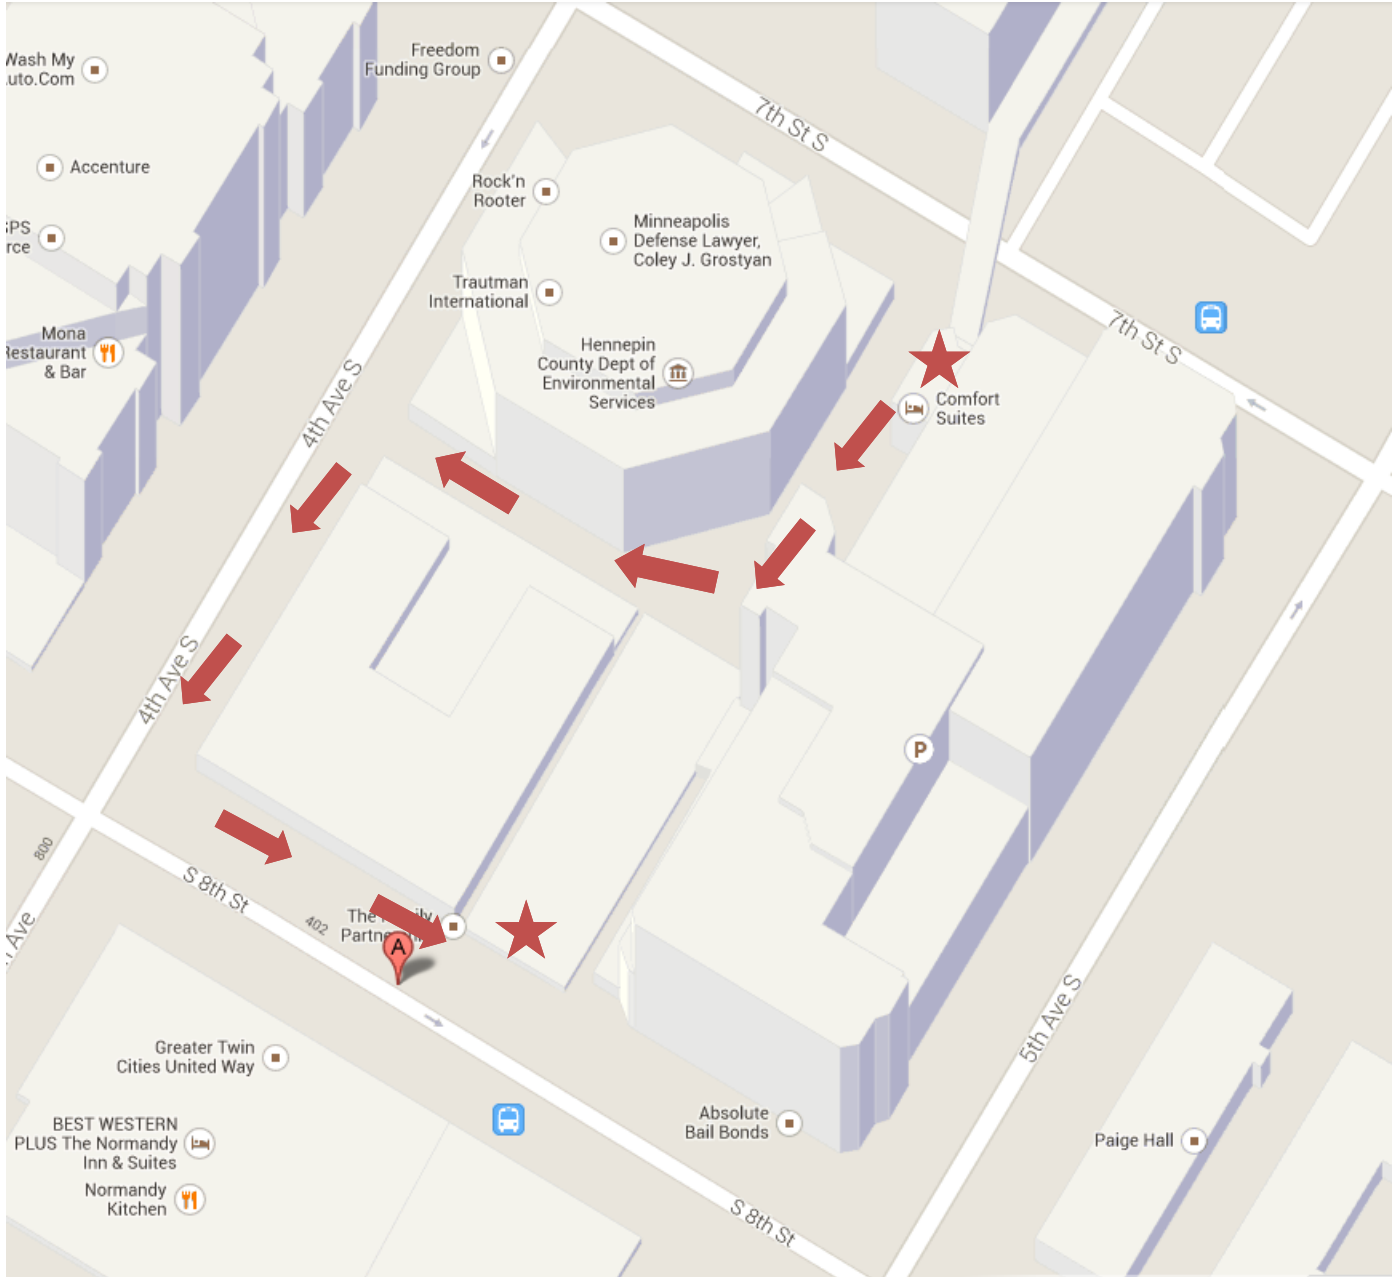 Freedom
Funding Group
Wash My
uto.Com
7th St S
Accenture
Rock'n
Rooter
Minneapolis
Defense Lawyer,
Coley J. Grostyan
Trautman
International
Mona
Restaurant
& Bar
7th St S
Hennepin
County Dept of
Environmental
Services
4th Ave S
Comfort
Suites
4th Ave S
P
800
S 8th St
402
The
A
Ave
5th Ave S
Greater Twin
Cities United Way
BEST WESTERN
PLUS The Normandy
Inn & Suites
Absolute
Bail Bonds
Paige Hall
Normandy
Kitchen
S 8th St